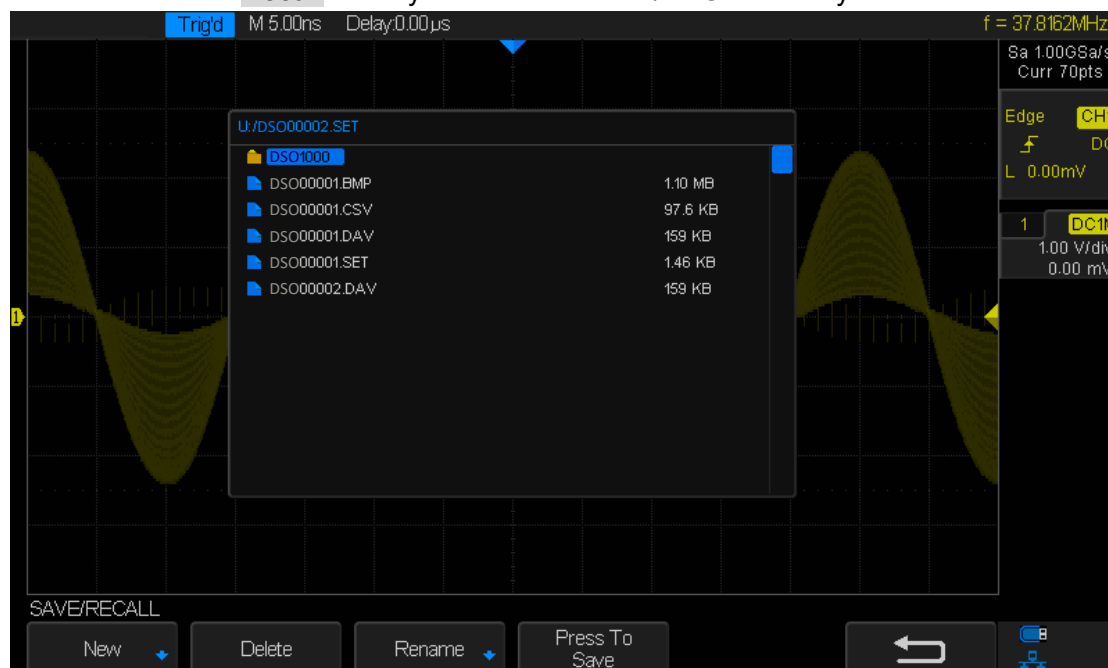 Trig'd M 5.00ns Delay:0.00µs f = 37.8162MHz
Sa 1.00GSa/s
Curr 70pts
Edge
DC
L 0.00mV
1 DC1M
1.00 V/div
0.00 mV
U:/DSO00002.SET
DSO1000
DSO00001.BMP 1.10 MB
DSO00001.CSV 97.6 KB
DSO00001.DAV 159 KB
DSO00001.SET 1.46 KB
DSO00002.DAV 159 KB
1
SAVE/RECALL
New Delete Rename Press To
Save